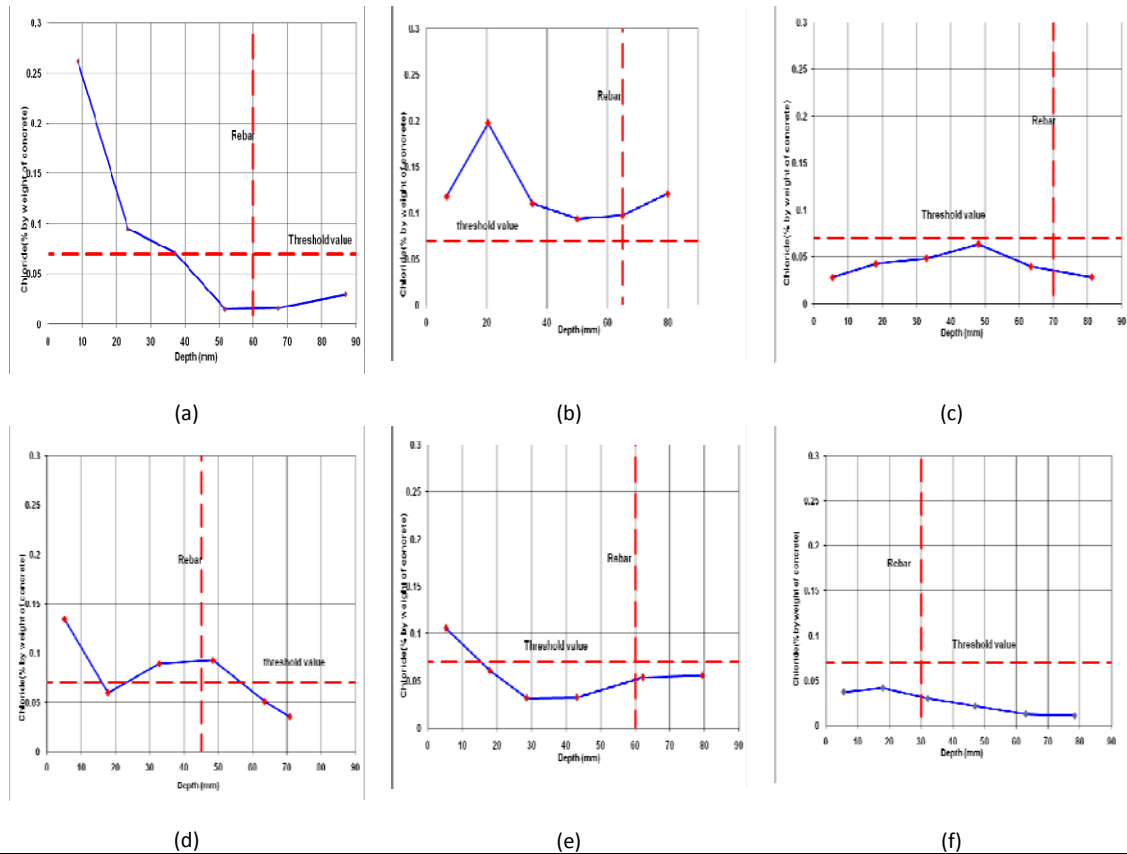 0.3
0.25
0.2
0.15
0.1
0.05
0
Chloride(% by weight of concrete)
Rebar
Threshold value
0 10 20 30 40 50 60 70 80 90
Depth (mm)
(a)
0.3
0.25
0.2
0.15
0.1
0.05
0
Chloride(% by weight of concrete)
Rebar
threshold value
0 20 40 60 80
Depth (mm)
(b)
0.3
0.25
0.2
0.15
0.1
0.05
0
Chloride(% by weight of concrete)
Rebar
Threshold value
0 10 20 30 40 50 60 70 80 90
Depth (mm)
(c)
0.3
0.25
0.2
0.15
0.1
0.05
0
Chloride(% by weight of concrete)
Rebar
threshold value
0 10 20 30 40 50 60 70 80 90
Depth (mm)
(d)
0.3
0.25
0.2
0.15
0.1
0.05
0
Chloride(% by weight of concrete)
Rebar
Threshold value
0 10 20 30 40 50 60 70 80 90
Depth (mm)
(e)
0.3
0.25
0.2
0.15
0.1
0.05
0
Chloride(% by weight of concrete)
Rebar
Threshold value
0 10 20 30 40 50 60 70 80 90
Depth (mm)
(f)